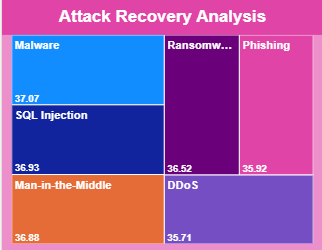 Attack Recovery Analysis
Malware
37.07
SQL Injection
36.93
Man-in-the-Middle
36.88
Ransomw...
36.52
Phishing
35.92
DDoS
35.71